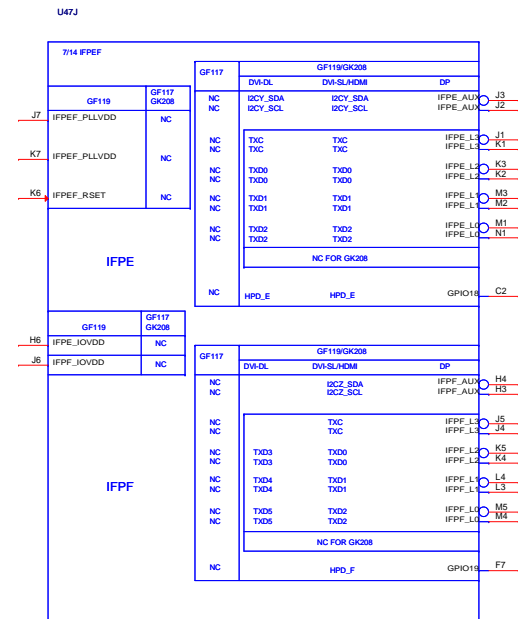 U47J
7/14 IFPEF
GF117 GF119/GK208
DVI-DL DVI-SL/HDMI DP
GF119 GF117 GK208
NC I2CY_SDA I2CY_SDA IFPE_AUX J3
NC I2CY_SCL I2CY_SCL IFPE_AUX J2
J7 IFPEF_PLLVDD NC
NC TXC TXC IFPE_L3 J1
NC TXC TXC IFPE_L3 K1
K7 IFPEF_PLLVDD NC
NC TXD0 TXD0 IFPE_L2 K3
NC TXD0 TXD0 IFPE_L2 K2
K6 IFPEF_RSET NC
NC TXD1 TXD1 IFPE_L1 M3
NC TXD1 TXD1 IFPE_L1 M2
NC TXD2 TXD2 IFPE_L0 M1
NC TXD2 TXD2 IFPE_L0 N1
IFPE
NC FOR GK208
NC HPD_E HPD_E GPIO18 C2
GF119 GF117 GK208
H6 IFPE_IOVDD NC
J6 IFPF_IOVDD NC
GF117 GF119/GK208
DVI-DL DVI-SL/HDMI DP
NC I2CZ_SDA IFPF_AUX H4
NC I2CZ_SCL IFPF_AUX H3
NC TXC IFPF_L3 J5
NC TXC IFPF_L3 J4
NC TXD3 TXD0 IFPF_L2 K5
NC TXD3 TXD0 IFPF_L2 K4
NC TXD4 TXD1 IFPF_L1 L4
NC TXD4 TXD1 IFPF_L1 L3
IFPF
NC TXD5 TXD2 IFPF_L0 M5
NC TXD5 TXD2 IFPF_L0 M4
NC FOR GK208
NC HPD_F GPIO19 F7